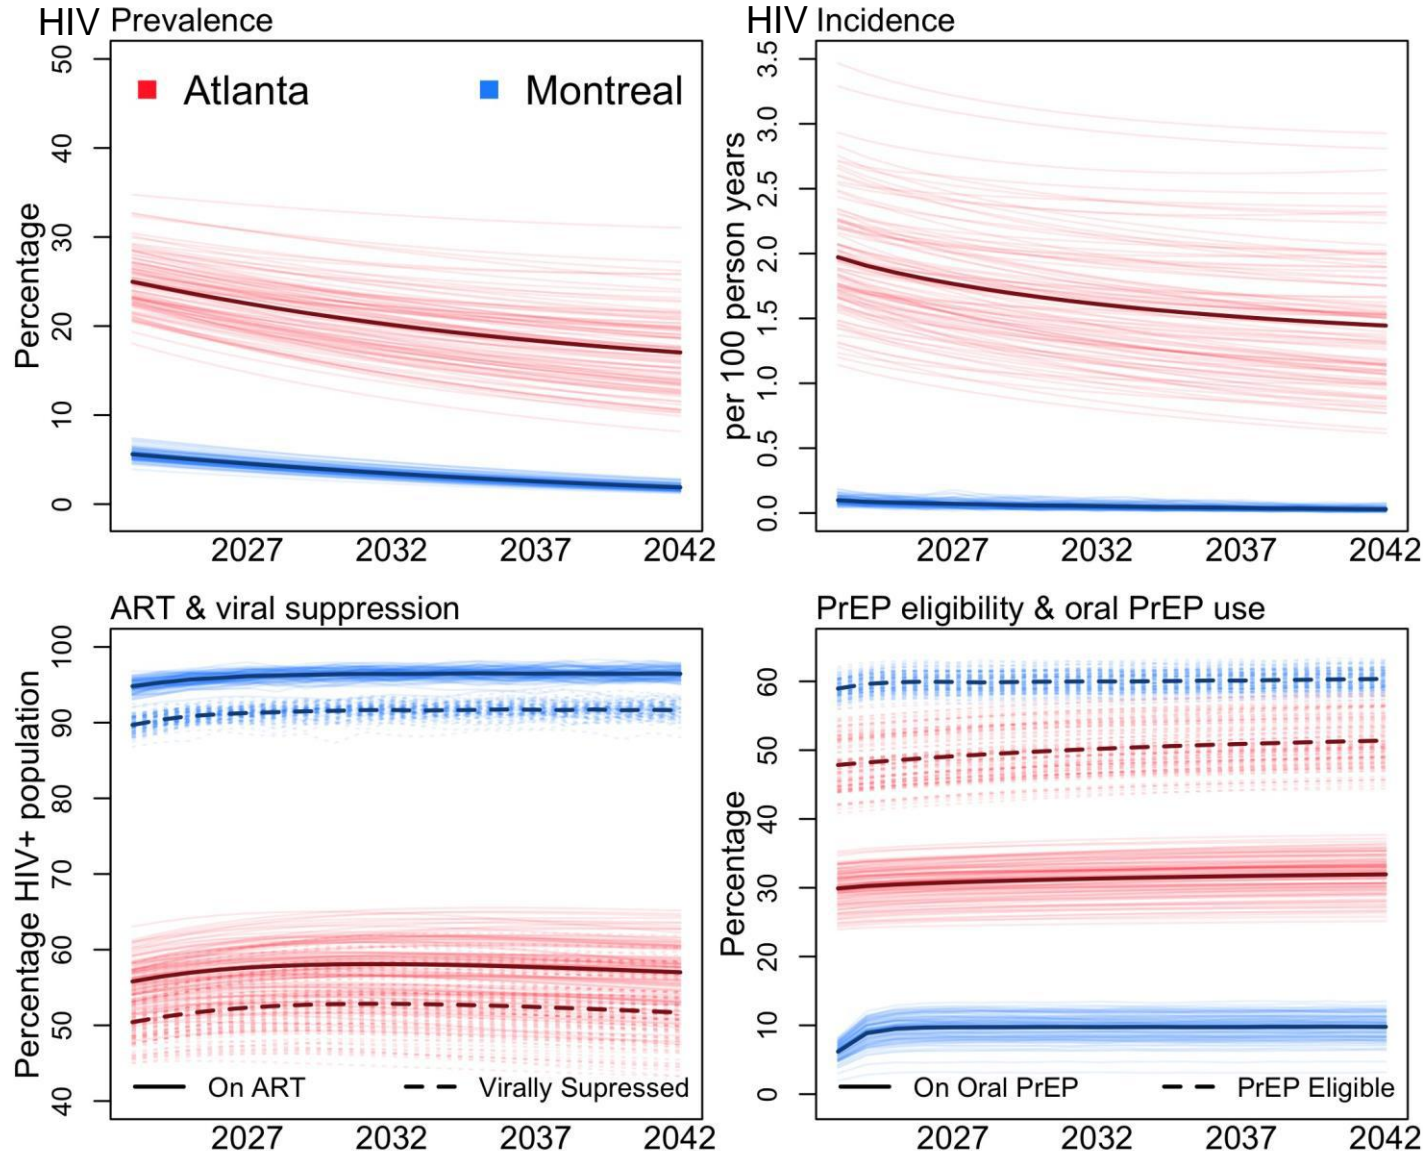 HIV Prevalence
50
40
30
20
10
0
Percentage
Atlanta
Montreal
2027 2032 2037 2042
HIV Incidence
3.5
3.0
2.5
2.0
1.5
1.0
0.5
0.0
per 100 person years
2027 2032 2037 2042
ART & viral suppression
100
90
80
70
60
50
40
Percentage HIV+ population
On ART
Virally Supressed
2027 2032 2037 2042
PrEP eligibility & oral PrEP use
60
50
40
30
20
10
0
Percentage
On Oral PrEP
PrEP Eligible
2027 2032 2037 2042